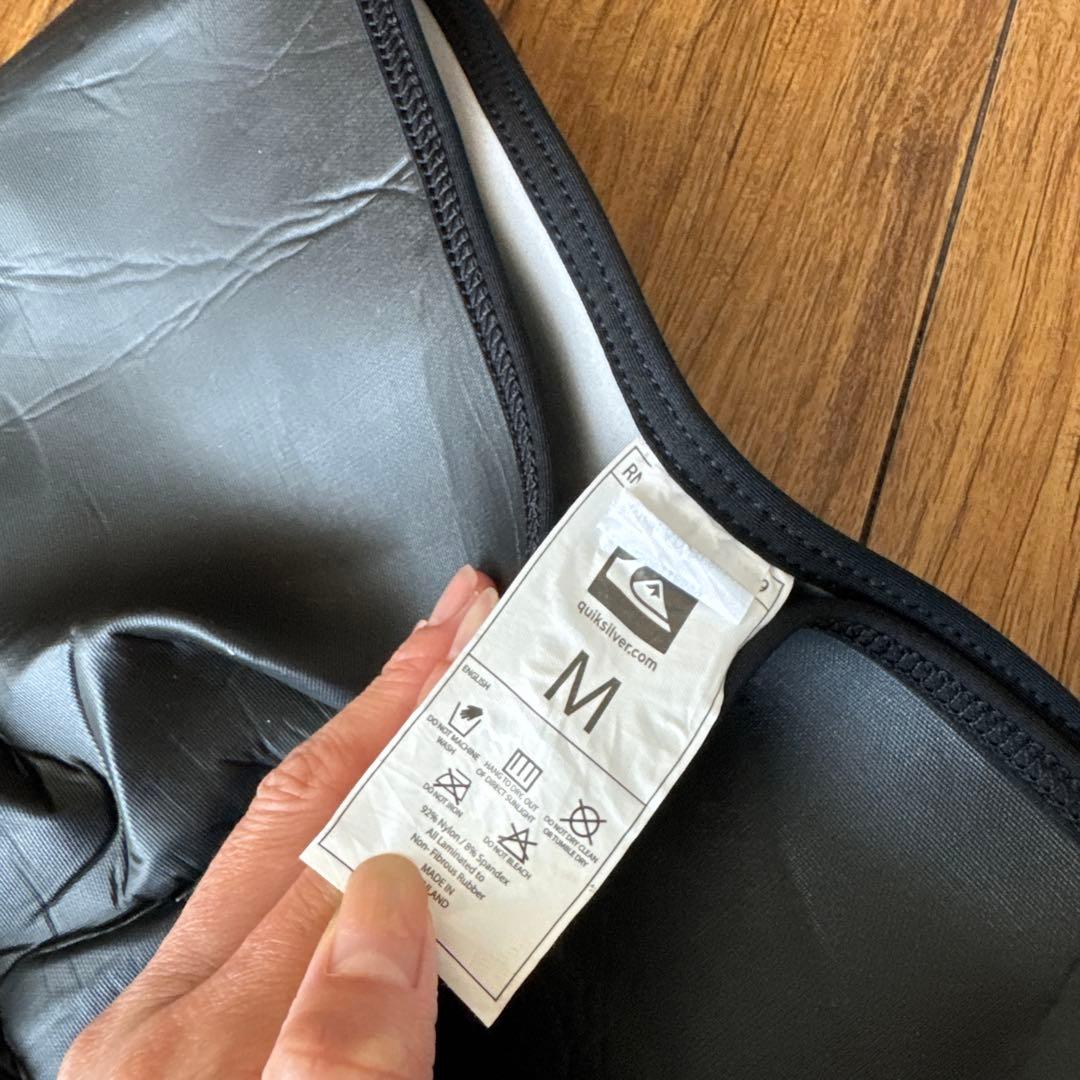 RN
9
quiksilver.com
M
ENGLISH
DO NOT MACHINE
WASH
HANG TO DRY, OUT
OF DIRECT SUNLIGHT
DO NOT DRY CLEAN
OR TUMBLE DRY
DO NOT IRON
DO NOT BLEACH
92% Nylon / 8% Spandex
All Laminated to
Non- Fibrous Rubber
MADE IN